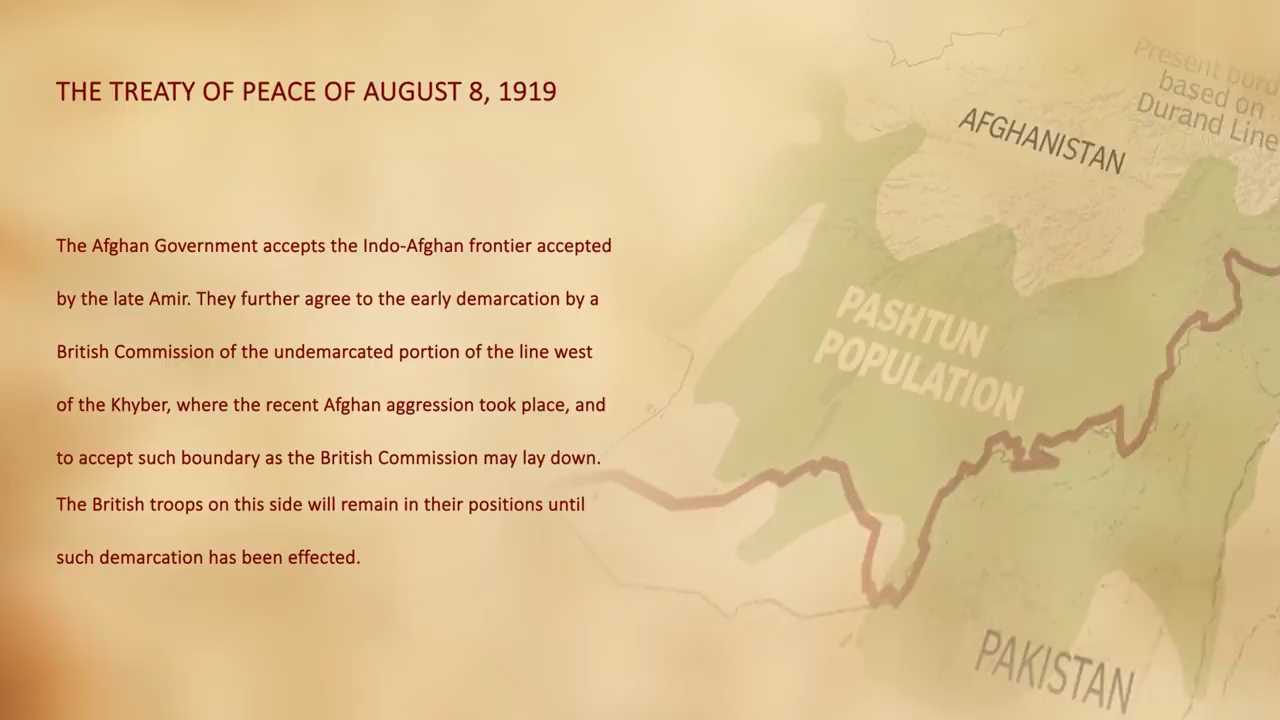 THE TREATY OF PEACE OF AUGUST 8, 1919
The Afghan Government accepts the Indo-Afghan frontier accepted
by the late Amir. They further agree to the early demarcation by a
British Commission of the undemarcated portion of the line west
of the Khyber, where the recent Afghan aggression took place, and
to accept such boundary as the British Commission may lay down.
The British troops on this side will remain in their positions until
such demarcation has been effected.
Present bord
based on
Durand Line
AFGHANISTAN
PASHTUN
POPULATION
PAKISTAN